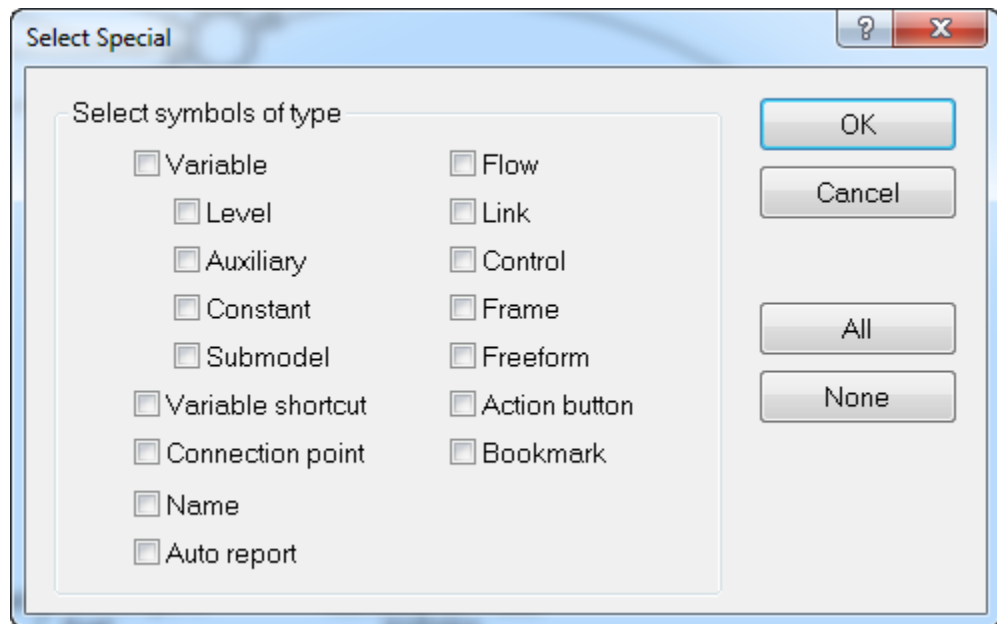 Select Special
Select symbols of type
Variable
Level
Auxiliary
Constant
Submodel
Variable shortcut
Connection point
Name
Auto report
Flow
Link
Control
Frame
Freeform
Action button
Bookmark
OK
Cancel
All
None